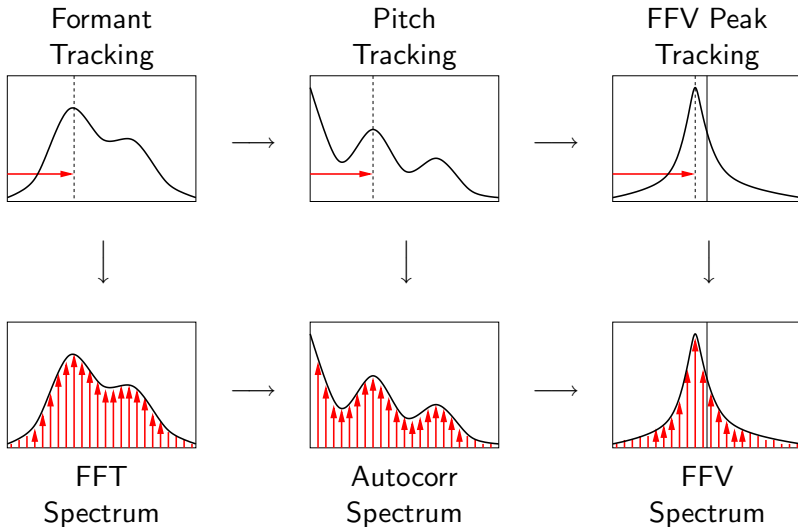 Formant
Tracking
Pitch
Tracking
FFV Peak
Tracking
FFT
Spectrum
Autocorr
Spectrum
FFV
Spectrum